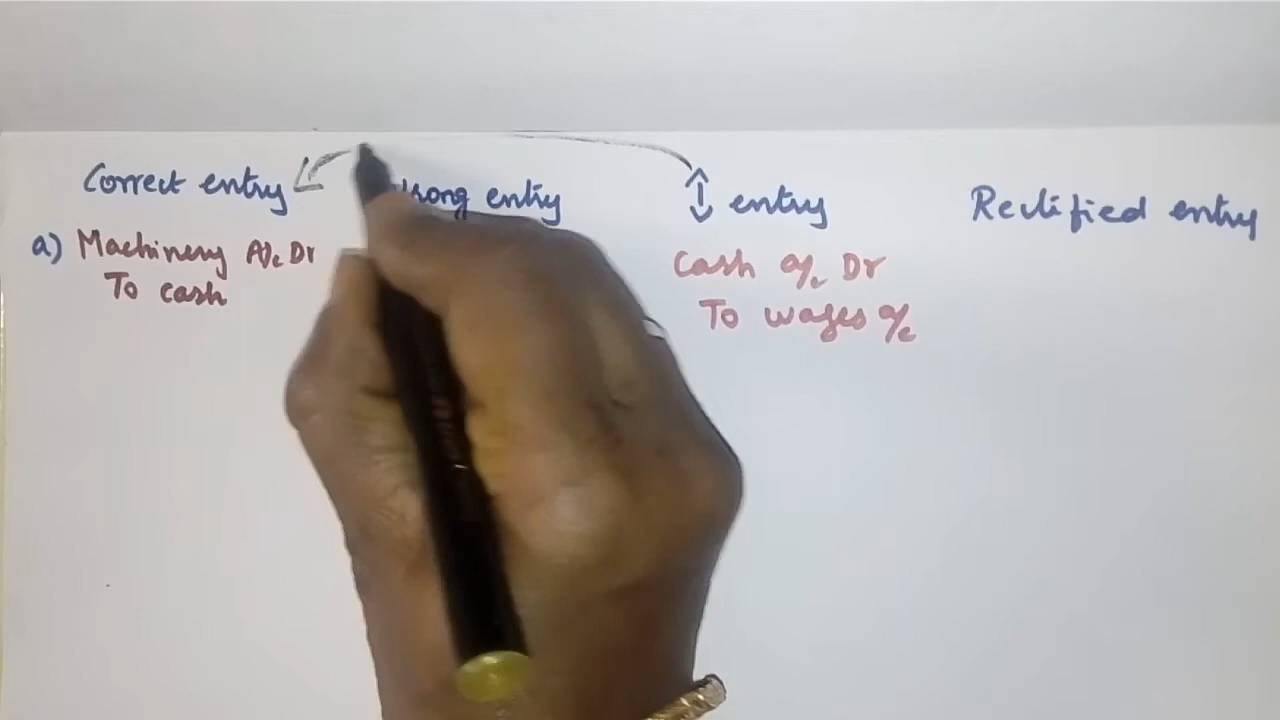 Correct entry
entry
↕ entry
Rectified entry
a) Machinery A/c Dr
To cash
Cash a/c Dr
To wages a/c